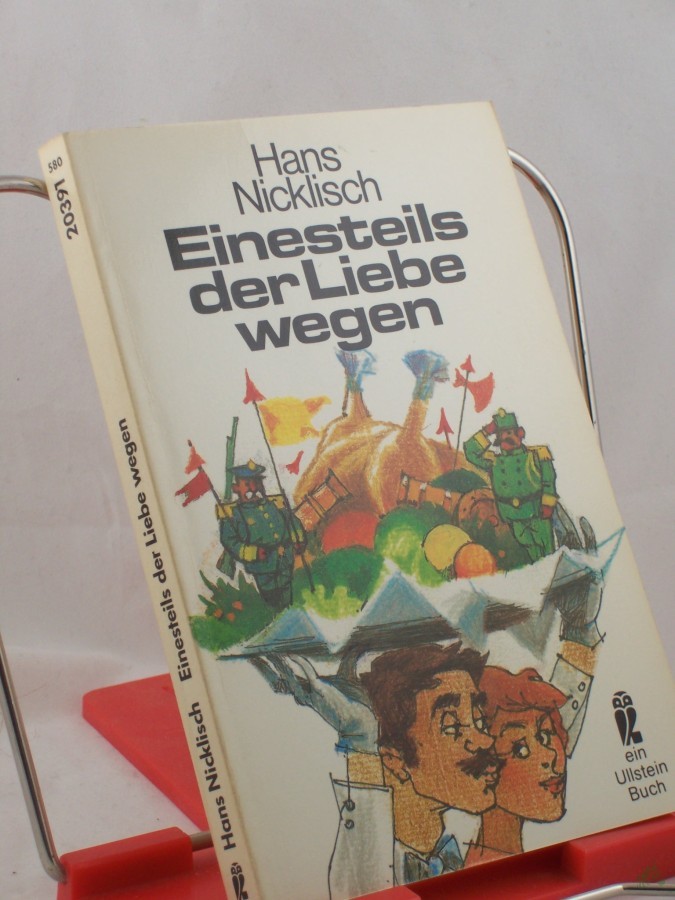 Hans
Nicklisch
Einesteils
der Liebe
wegen
ein
Ullstein
Buch
580
20391
Hans Nicklisch Einesteils der Liebe wegen